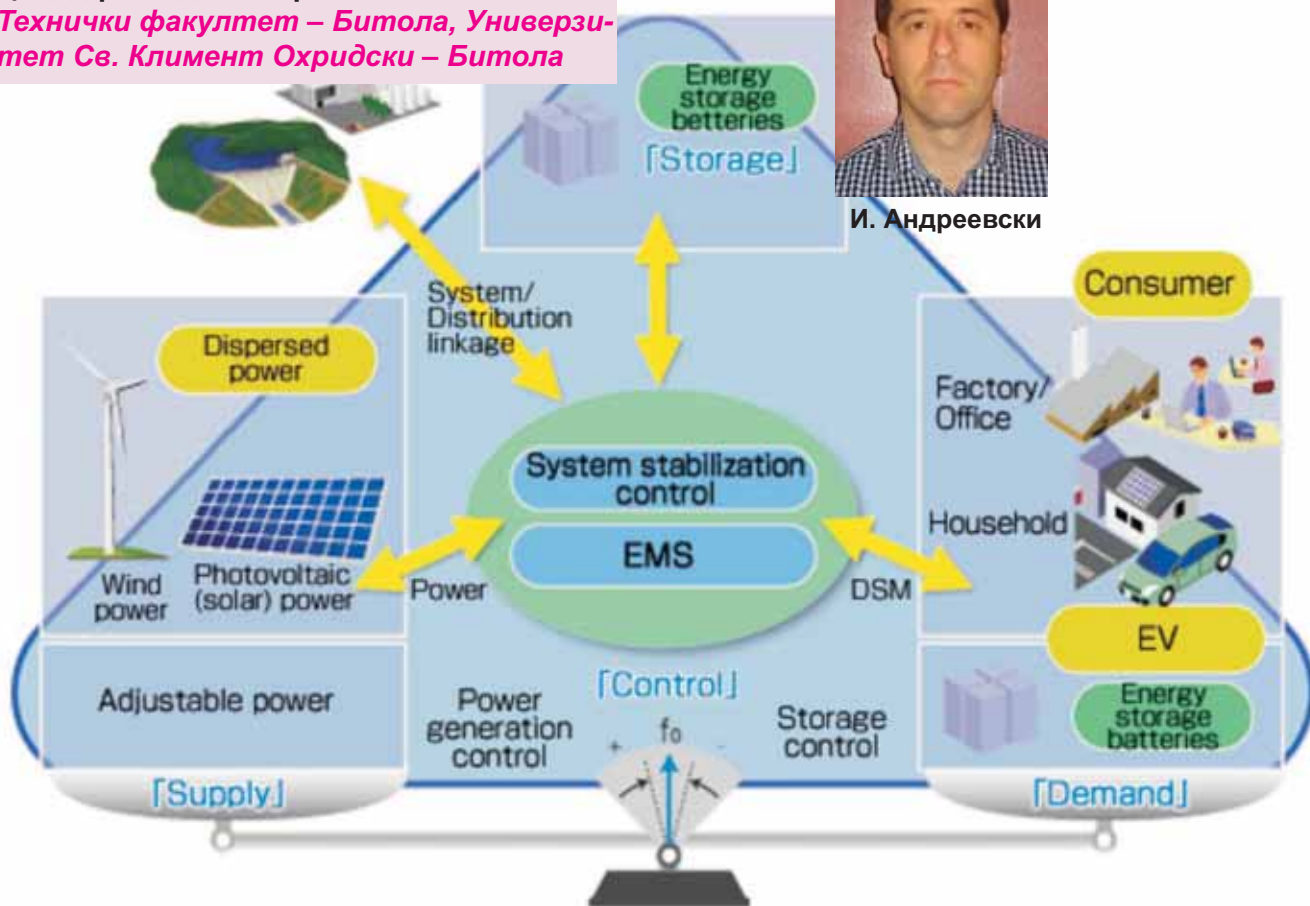 Технички факултет – Битола, Универзи-
тет Св. Климент Охридски – Битола
Energy
storage
betteries
「Storage」
И. Андреевски
System/
Distribution
linkage
Dispersed
power
Wind
power
Photovoltaic
(solar) power
Power
System stabilization
control
EMS
DSM
Consumer
Factory/
Office
Household
EV
Energy
storage
batteries
Adjustable power
Power
generation
control
「Control」
+ f0 -
Storage
control
「Supply」
「Demand」